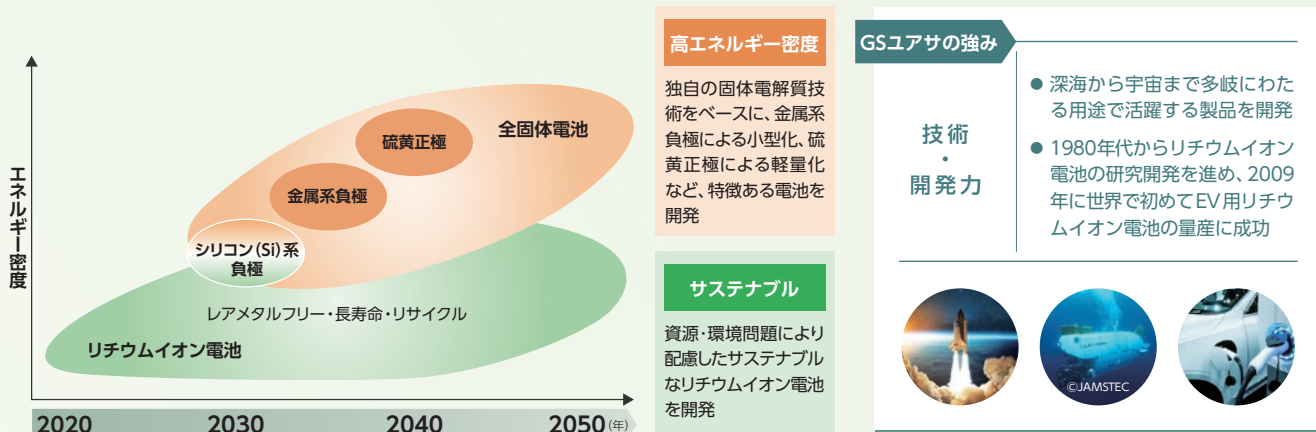 エネルギー密度
全固体電池
硫黄正極
金属系負極
シリコン(Si)系
負極
レアメタルフリー・長寿命・リサイクル
リチウムイオン電池
2020
2030
2040
2050(年)
高エネルギー密度
独自の固体電解質技
術をベースに、金属系
負極による小型化、硫
黄正極による軽量化
など、特徴ある電池を
開発
サステナブル
資源・環境問題により
配慮したサステナブル
なリチウムイオン電池
を開発
GSユアサの強み
技術
・
開発力
● 深海から宇宙まで多岐にわた
る用途で活躍する製品を開発
● 1980年代からリチウムイオン
電池の研究開発を進め、2009
年に世界で初めてEV用リチウ
ムイオン電池の量産に成功
©JAMSTEC